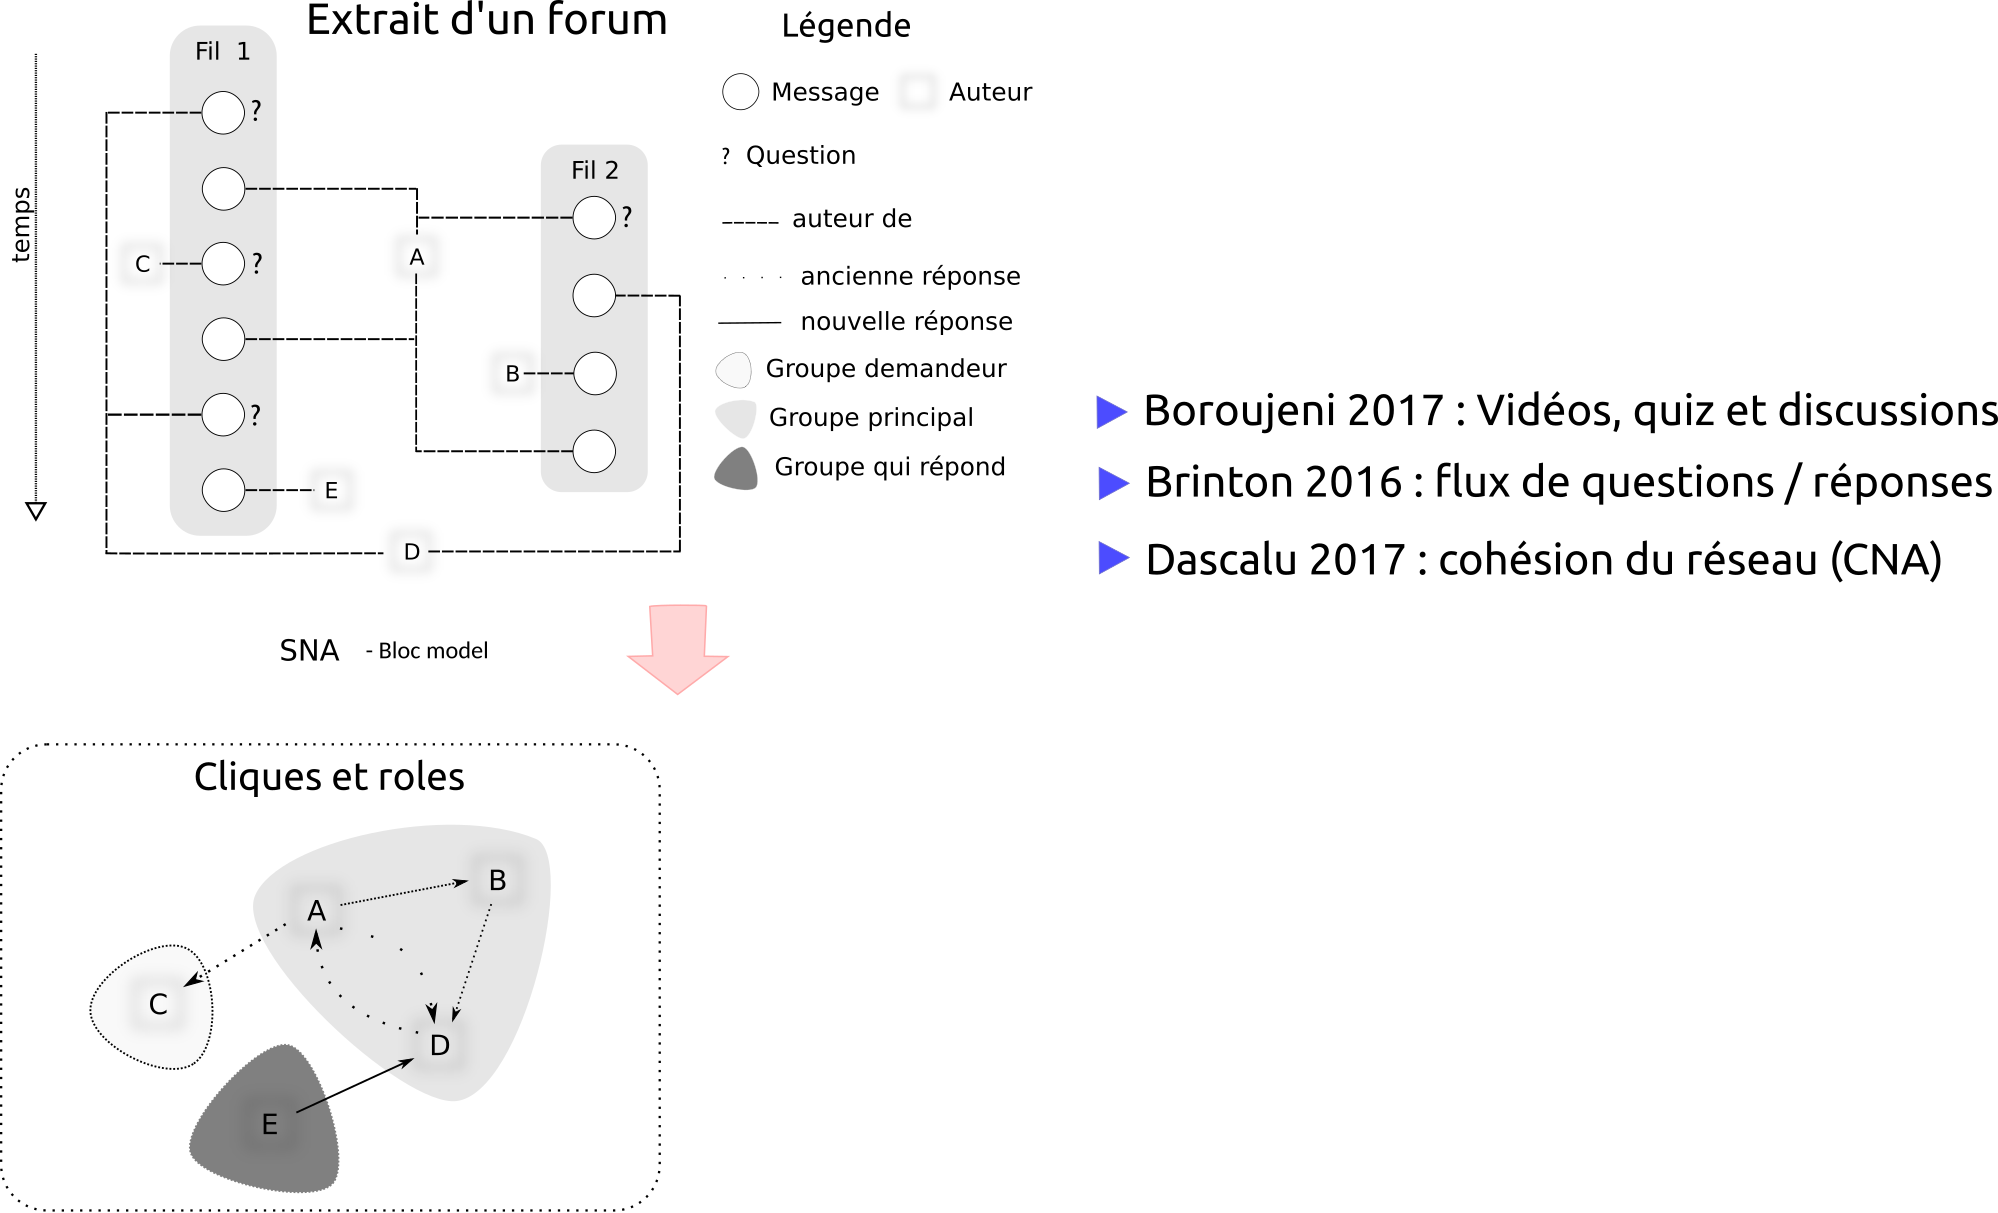 Extrait d'un forum
Légende
temps
Fil 1
?
C
?
?
E
A
Fil 2
?
B
D
Message
Auteur
? Question
auteur de
ancienne réponse
nouvelle réponse
Groupe demandeur
Groupe principal
Groupe qui répond
Boroujeni 2017 : Vidéos, quiz et discussions
Brinton 2016 : flux de questions / réponses
Dascalu 2017 : cohésion du réseau (CNA)
SNA - Bloc model
Cliques et roles
A
B
C
D
E